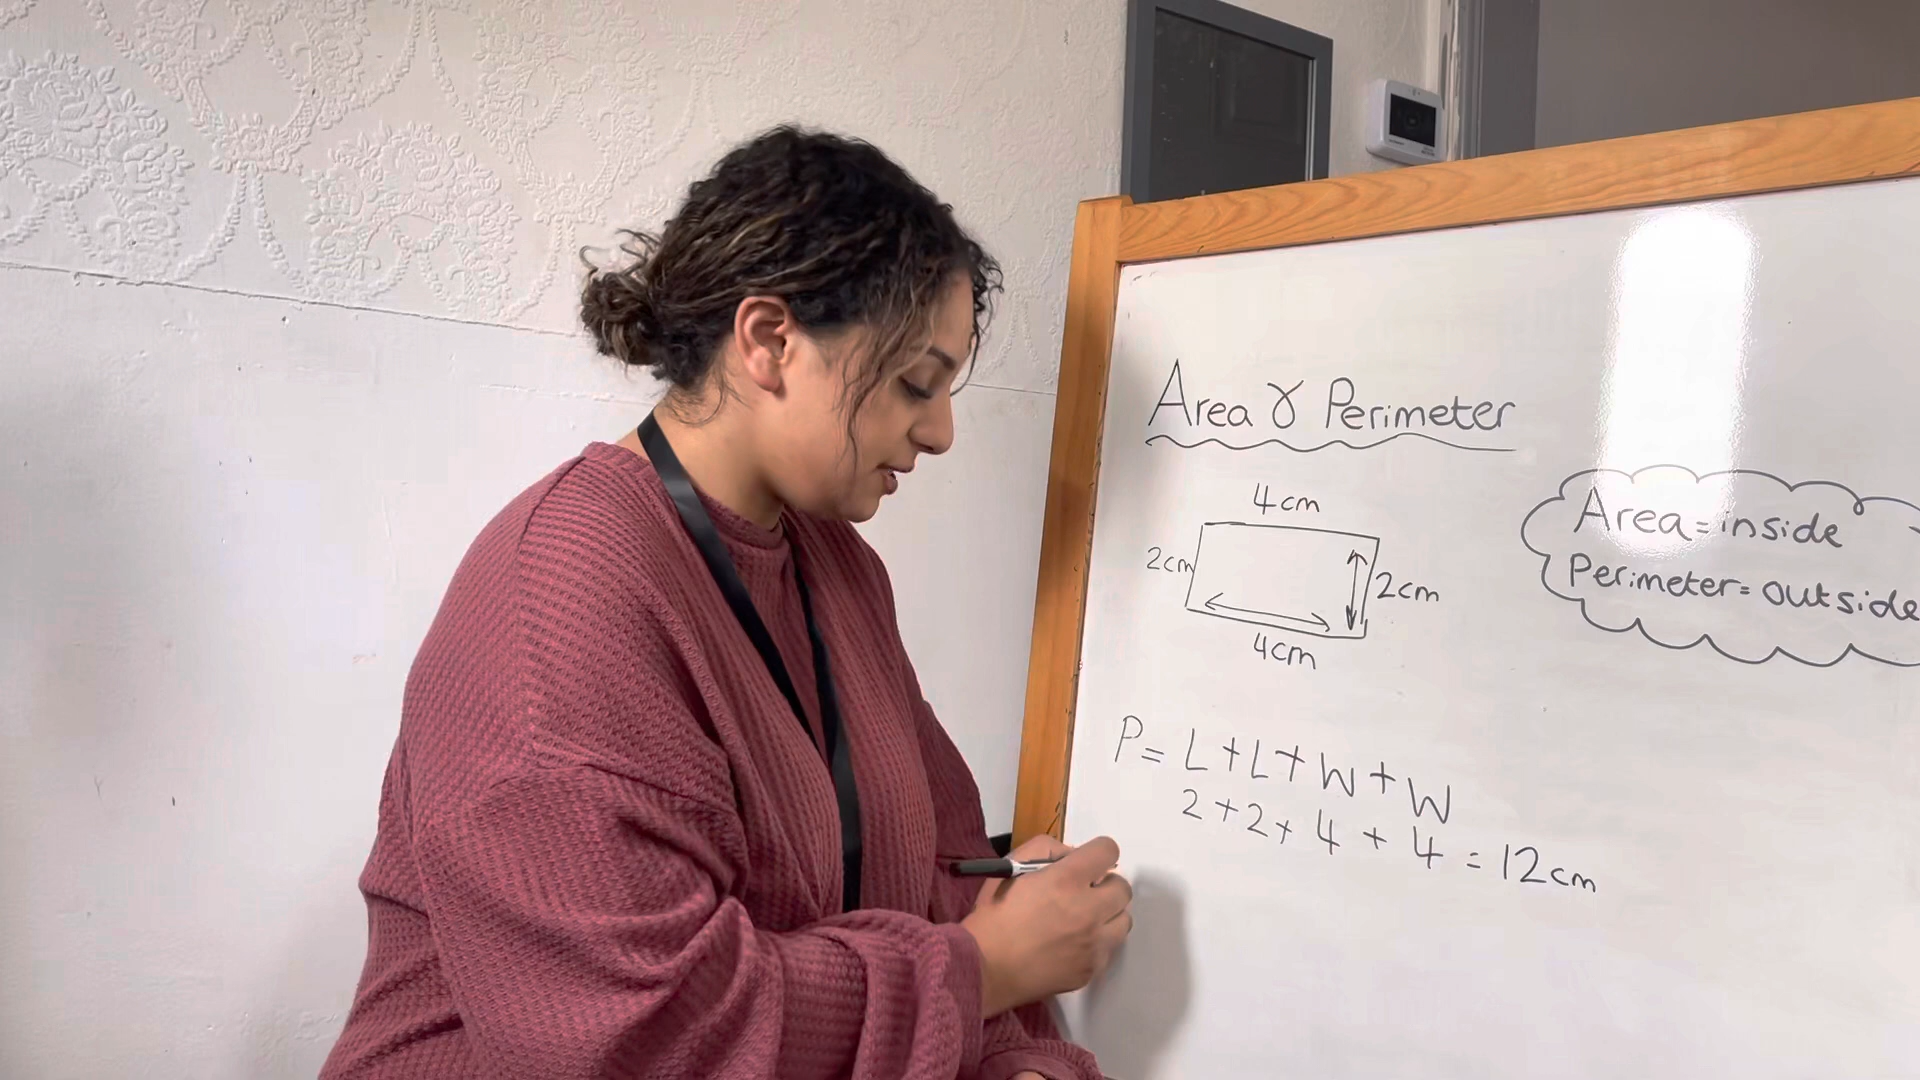 Area & Perimeter
4cm
2cm
2cm
4cm
Area = inside
Perimeter = outside
P = L + L + W + W
2 + 2 + 4 + 4 = 12cm